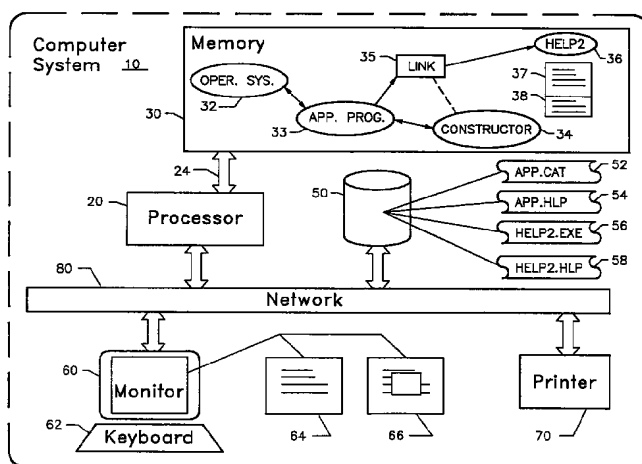 Computer
System 10
Memory
OPER. SYS.
32
30
APP. PROG.
33
35
LINK
CONSTRUCTOR
34
HELP2
36
37
38
24
20
Processor
50
APP.CAT
52
APP.HLP
54
HELP2.EXE
56
HELP2.HLP
58
80
Network
60
Monitor
62
Keyboard
64
66
Printer
70